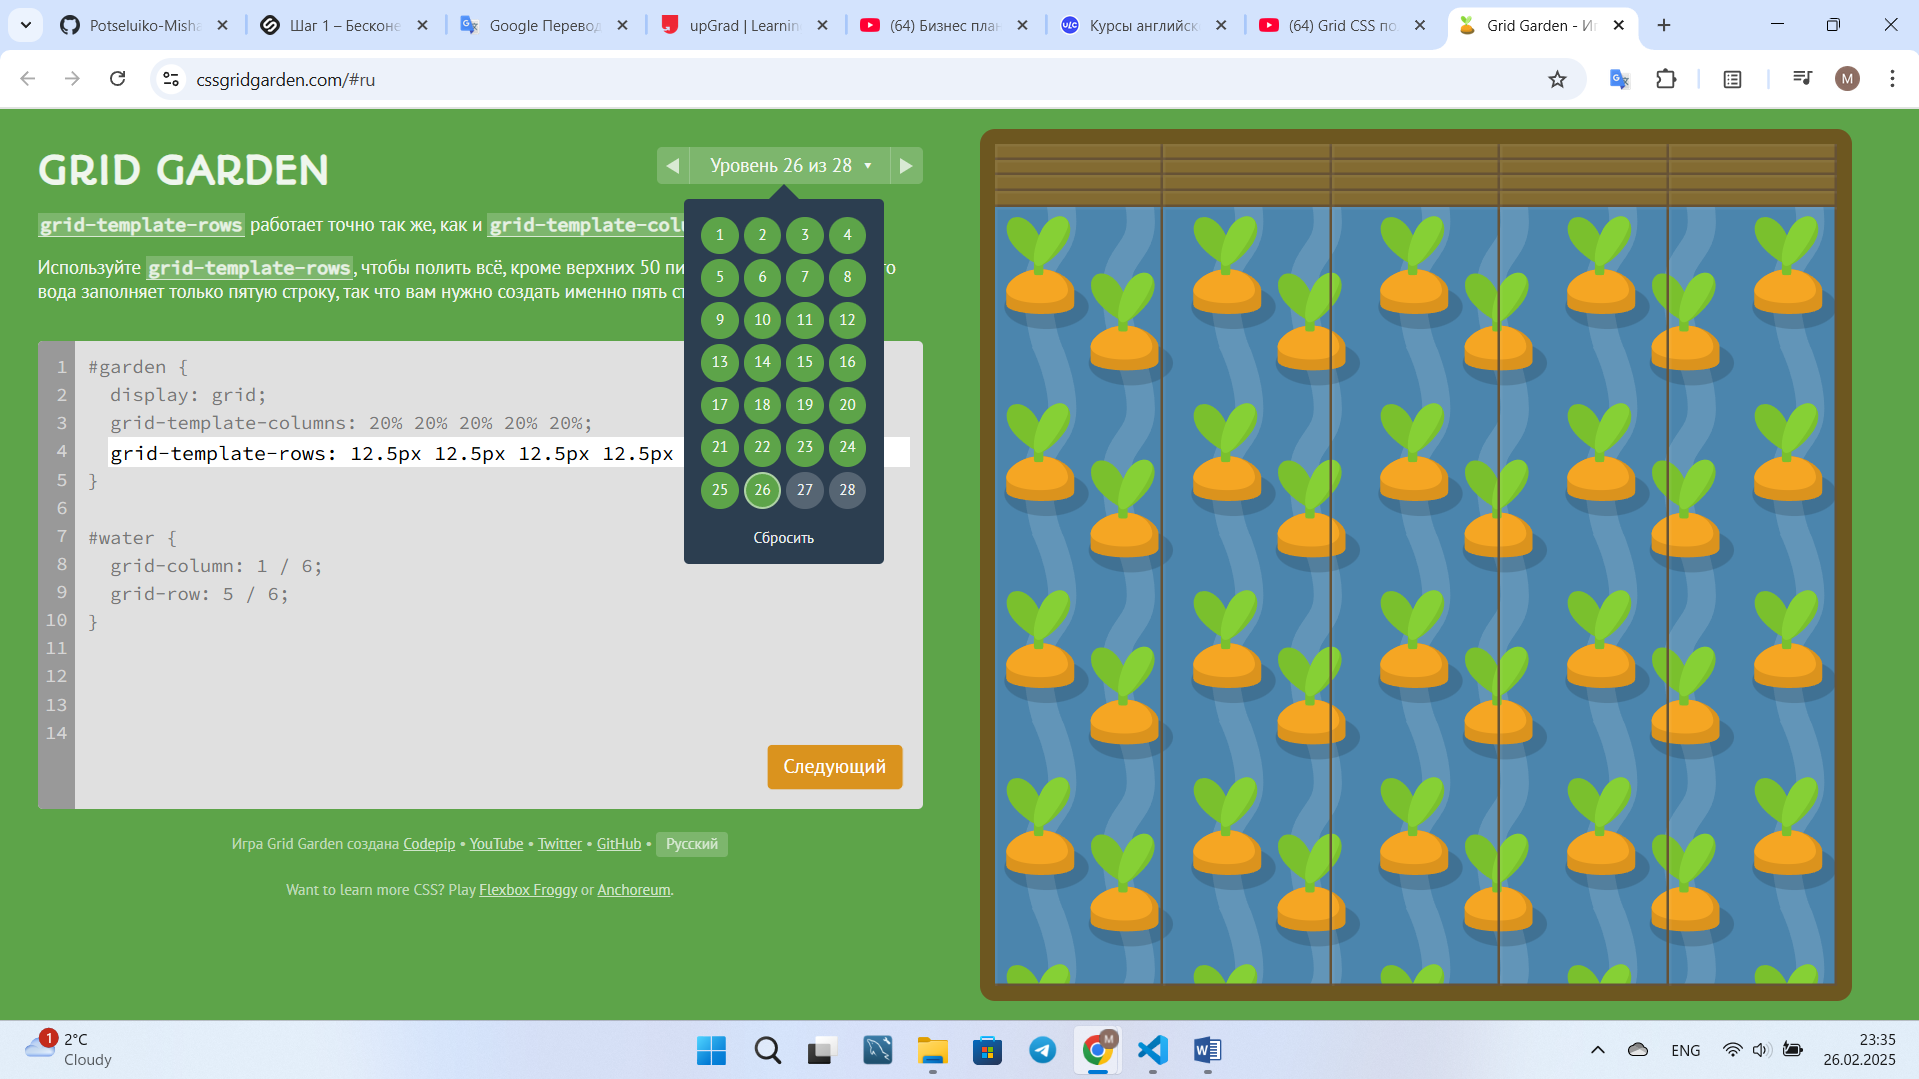 Potseluiko-Misha
Шаг 1 – Бесконе
Google Перевод
upGrad | Learnin
(64) Бизнес план
Курсы английск
(64) Grid CSS по
Grid Garden - Иг
cssgridgarden.com/#ru
M
GRID GARDEN
Уровень 26 из 28
grid-template-rows работает точно так же, как и grid-template-colu
Используйте grid-template-rows, чтобы полить всё, кроме верхних 50 пи о
вода заполняет только пятую строку, так что вам нужно создать именно пять ст
1 2 3 4
5 6 7 8
9 10 11 12
13 14 15 16
17 18 19 20
21 22 23 24
25 26 27 28
Сбросить
1 #garden {
2 display: grid;
3 grid-template-columns: 20% 20% 20% 20% 20%;
4 grid-template-rows: 12.5px 12.5px 12.5px 12.5px
5 }
6
7 #water {
8 grid-column: 1 / 6;
9 grid-row: 5 / 6;
10 }
11
12
13
14
Следующий
Игра Grid Garden создана Codepip • YouTube • Twitter • GitHub • Русский
Want to learn more CSS? Play Flexbox Froggy or Anchoreum.
1
2°C
Cloudy
M
W
ENG
23:35
26.02.2025